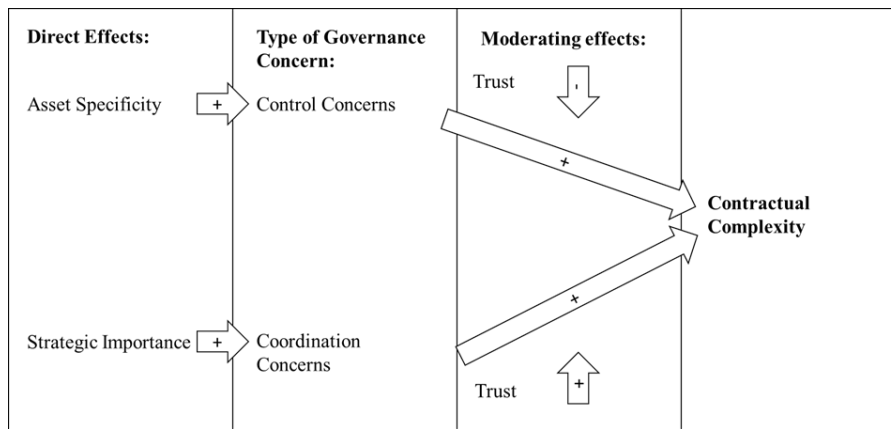 Direct Effects:
Type of Governance
Concern:
Moderating effects:
Trust
-
Asset Specificity
+
Control Concerns
+
Contractual
Complexity
+
Strategic Importance
+
Coordination
Concerns
Trust
+